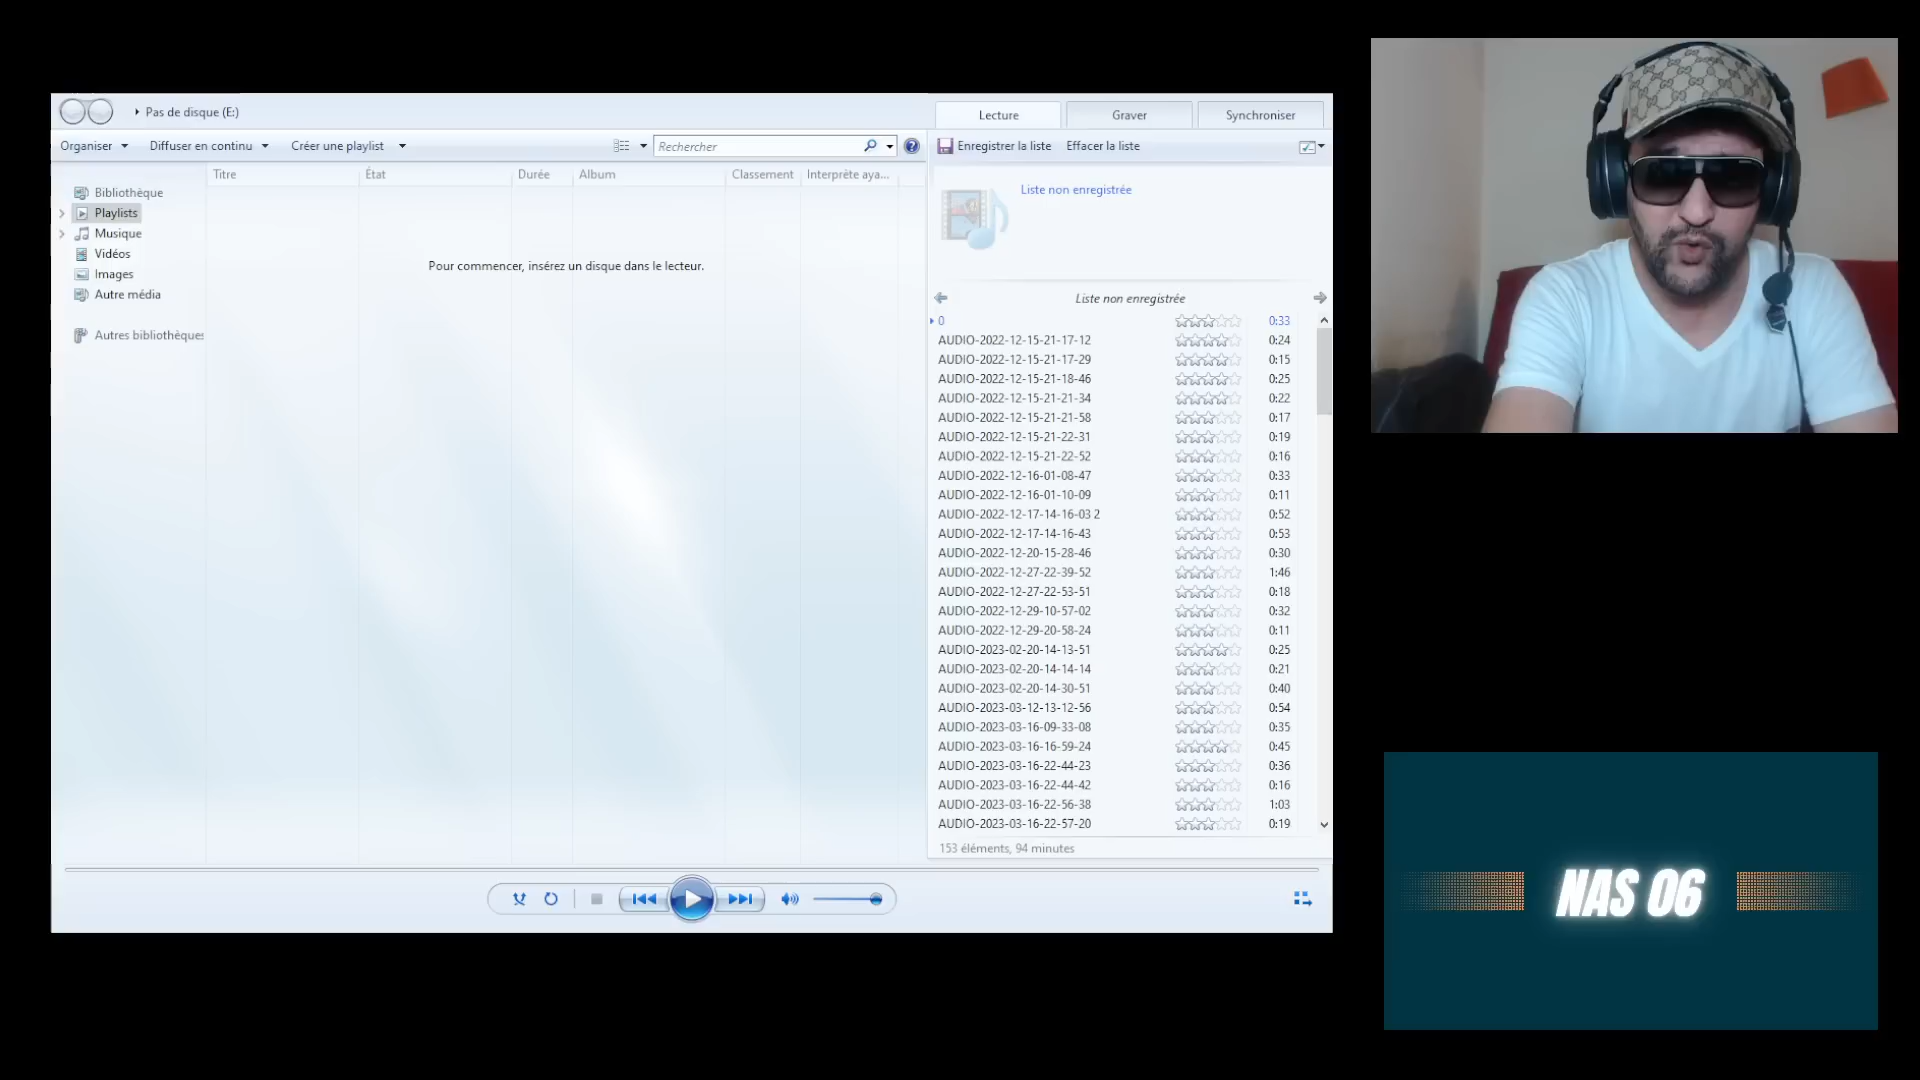 Pas de disque (E:)
Organiser
Diffuser en continu
Créer une playlist
Rechercher
Lecture
Graver
Synchroniser
Enregistrer la liste
Effacer la liste
Titre
État
Durée
Album
Classement
Interprète aya...
Bibliothèque
Playlists
Musique
Vidéos
Images
Autre média
Autres bibliothèques
Pour commencer, insérez un disque dans le lecteur.
Liste non enregistrée
Liste non enregistrée
0 0:33
AUDIO-2022-12-15-21-17-12 0:24
AUDIO-2022-12-15-21-17-29 0:15
AUDIO-2022-12-15-21-18-46 0:25
AUDIO-2022-12-15-21-21-34 0:22
AUDIO-2022-12-15-21-21-58 0:17
AUDIO-2022-12-15-21-22-31 0:19
AUDIO-2022-12-15-21-22-52 0:16
AUDIO-2022-12-16-01-08-47 0:33
AUDIO-2022-12-16-01-10-09 0:11
AUDIO-2022-12-17-14-16-03 2 0:52
AUDIO-2022-12-17-14-16-43 0:53
AUDIO-2022-12-20-15-28-46 0:30
AUDIO-2022-12-27-22-39-52 1:46
AUDIO-2022-12-27-22-53-51 0:18
AUDIO-2022-12-29-10-57-02 0:32
AUDIO-2022-12-29-20-58-24 0:11
AUDIO-2023-02-20-14-13-51 0:25
AUDIO-2023-02-20-14-14-14 0:21
AUDIO-2023-02-20-14-30-51 0:40
AUDIO-2023-03-12-13-12-56 0:54
AUDIO-2023-03-16-09-33-08 0:35
AUDIO-2023-03-16-16-59-24 0:45
AUDIO-2023-03-16-22-44-23 0:36
AUDIO-2023-03-16-22-44-42 0:16
AUDIO-2023-03-16-22-56-38 1:03
AUDIO-2023-03-16-22-57-20 0:19
153 éléments, 94 minutes
NAS 06